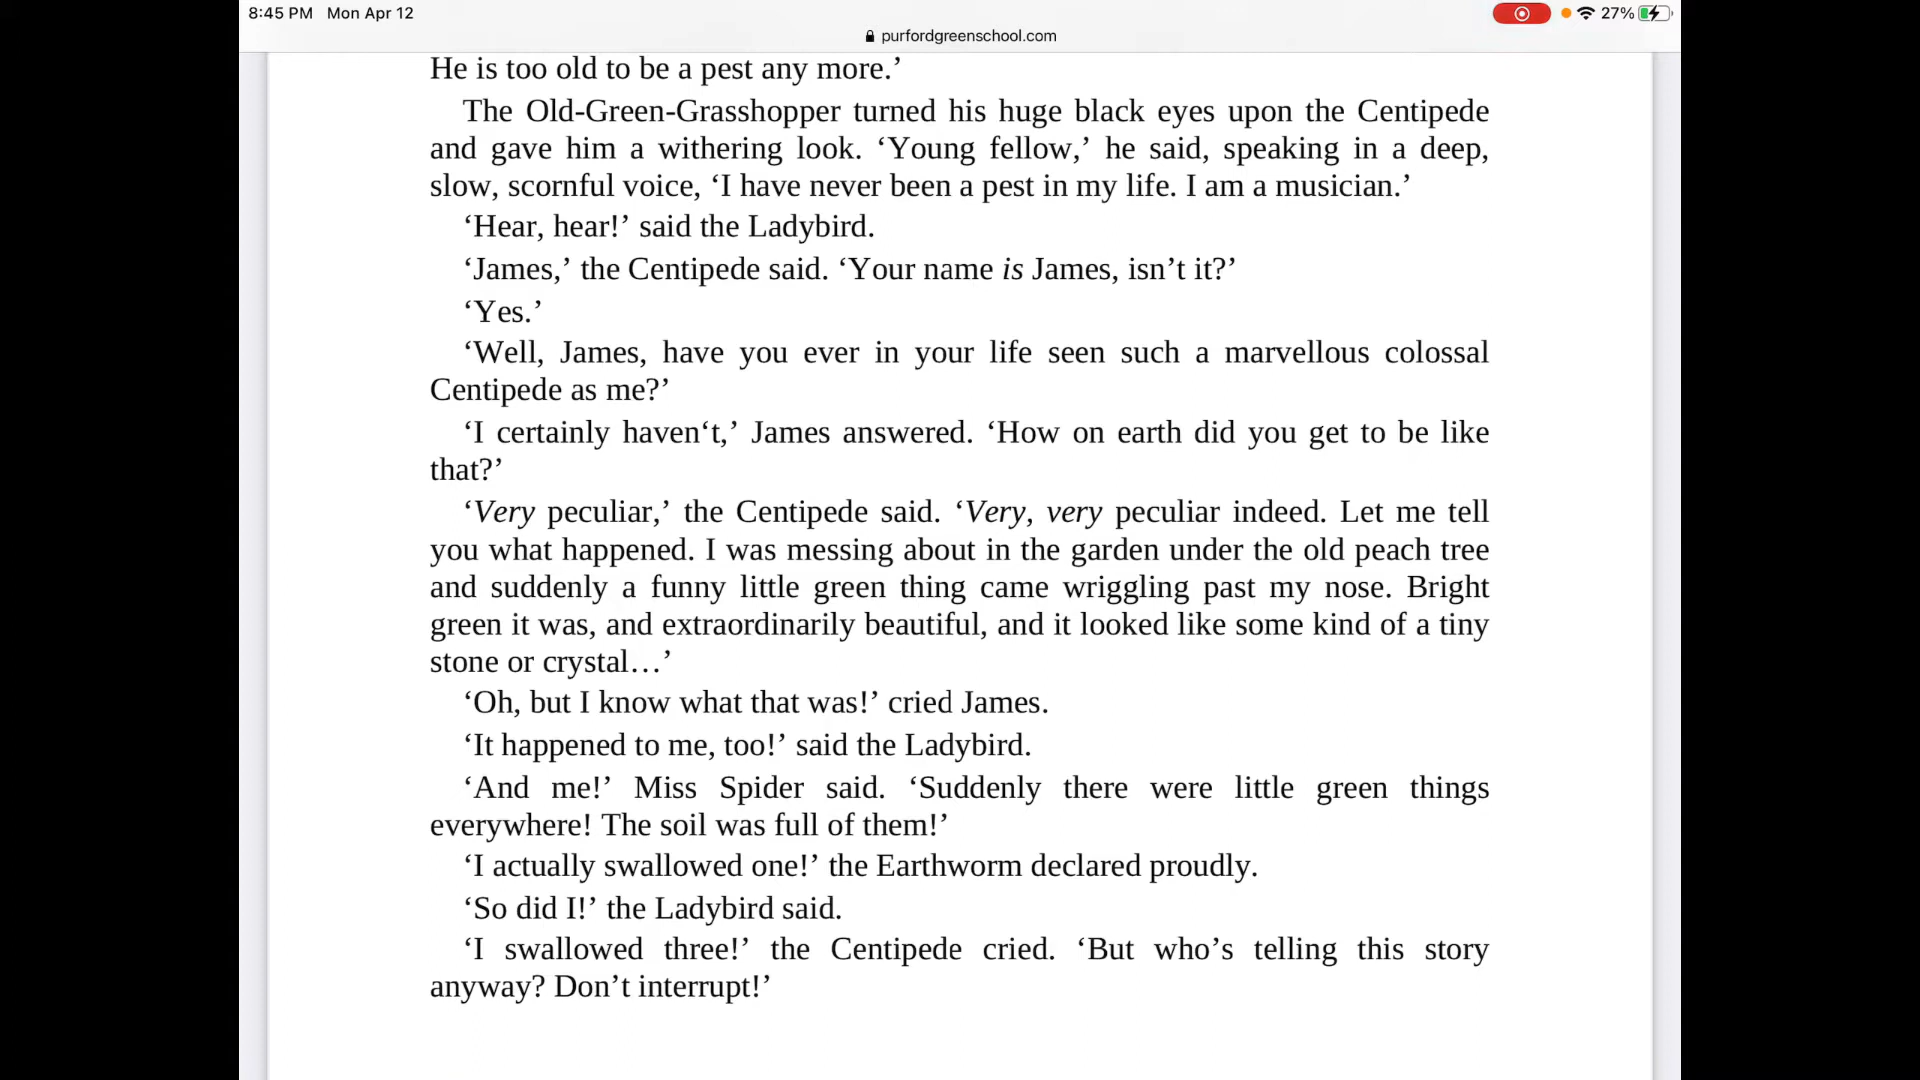 8:45 PM Mon Apr 12
27%
purfordgreenschool.com
He is too old to be a pest any more.’
The Old-Green-Grasshopper turned his huge black eyes upon the Centipede
and gave him a withering look. ‘Young fellow,’ he said, speaking in a deep,
slow, scornful voice, ‘I have never been a pest in my life. I am a musician.’
‘Hear, hear!’ said the Ladybird.
‘James,’ the Centipede said. ‘Your name is James, isn’t it?’
‘Yes.’
‘Well, James, have you ever in your life seen such a marvellous colossal
Centipede as me?’
‘I certainly haven‘t,’ James answered. ‘How on earth did you get to be like
that?’
‘Very peculiar,’ the Centipede said. ‘Very, very peculiar indeed. Let me tell
you what happened. I was messing about in the garden under the old peach tree
and suddenly a funny little green thing came wriggling past my nose. Bright
green it was, and extraordinarily beautiful, and it looked like some kind of a tiny
stone or crystal…’
‘Oh, but I know what that was!’ cried James.
‘It happened to me, too!’ said the Ladybird.
‘And me!’ Miss Spider said. ‘Suddenly there were little green things
everywhere! The soil was full of them!’
‘I actually swallowed one!’ the Earthworm declared proudly.
‘So did I!’ the Ladybird said.
‘I swallowed three!’ the Centipede cried. ‘But who’s telling this story
anyway? Don’t interrupt!’